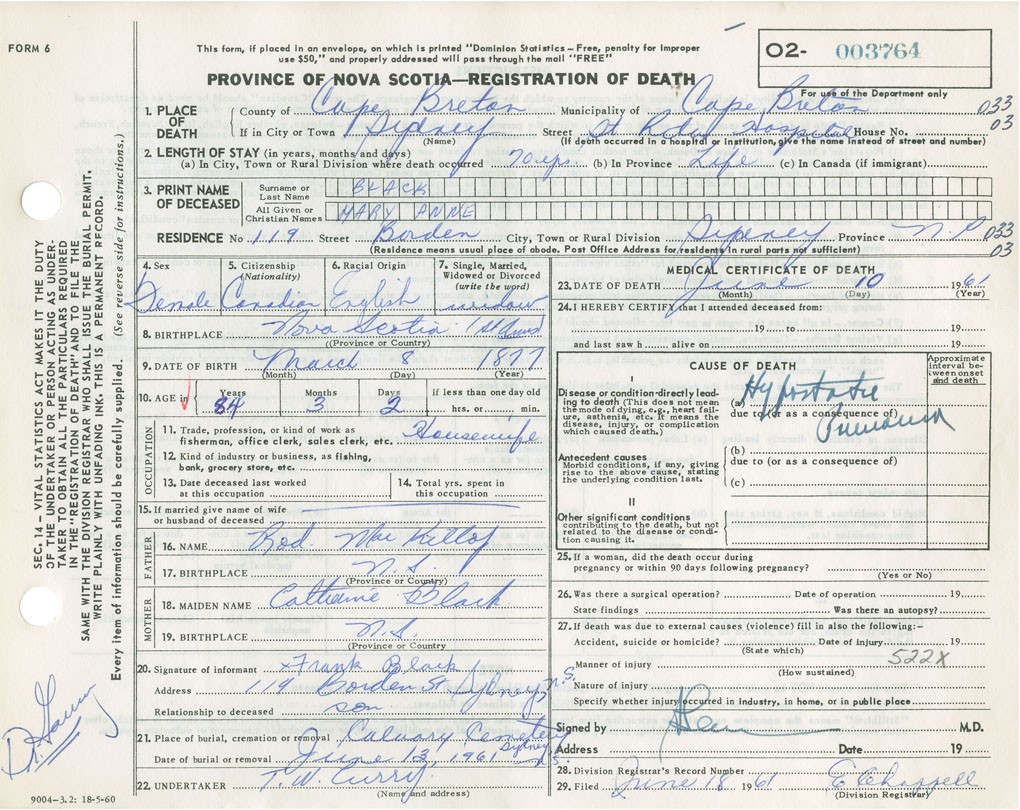 FORM 6
This form, if placed in an envelope, on which is printed "Dominion Statistics – Free, penalty for improper
use $50," and properly addressed will pass through the mail "FREE"
O2- 003764
For use of the Department only
PROVINCE OF NOVA SCOTIA—REGISTRATION OF DEATH
1. PLACE OF DEATH
County of Cape Breton Municipality of Cape Breton 033
If in City or Town Sydney Street St Rita Hospital House No. 03
(Name) (If death occurred in a hospital or institution, give the name instead of street and number)
2. LENGTH OF STAY (in years, months and days)
(a) In City, Town or Rural Division where death occurred 70 yrs. (b) In Province Life (c) In Canada (if immigrant)
3. PRINT NAME OF DECEASED
Surname or Last Name BLACK
All Given or Christian Names MARY ANNE
RESIDENCE No 119 Street Borden City, Town or Rural Division Sydney Province N.S 033
(Residence means usual place of abode. Post Office Address for residents in rural parts not sufficient) 03
4. Sex
Female
5. Citizenship
(Nationality)
Canadian
6. Racial Origin
English
7. Single, Married,
Widowed or Divorced
(write the word)
widow
8. BIRTHPLACE Nova Scotia
(Province or Country)
9. DATE OF BIRTH March 8 1877
(Month) (Day) (Year)
10. AGE in
Years Months Days If less than one day old
84 3 2 hrs. or min.
OCCUPATION
11. Trade, profession, or kind of work as
fisherman, office clerk, sales clerk, etc. Housewife
12. Kind of industry or business, as fishing,
bank, grocery store, etc.
13. Date deceased last worked
at this occupation
14. Total yrs. spent in
this occupation
15. If married give name of wife
or husband of deceased
FATHER
16. NAME Rod. MacKillop
17. BIRTHPLACE N.S.
(Province or Country)
MOTHER
18. MAIDEN NAME Catharine Black
19. BIRTHPLACE N.S.
(Province or Country
20. Signature of informant x Frank Black
Address 119 Borden St Sydney N.S.
Relationship to deceased son
21. Place of burial, cremation or removal Calvary Cemetery
Sydney N.S.
Date of burial or removal June 13, 1961
22. UNDERTAKER T.W. Curry
(Name and address)
9004-3.2: 18-5-60
MEDICAL CERTIFICATE OF DEATH
23. DATE OF DEATH June 10 1961
(Month) (Day) (Year)
24. I HEREBY CERTIFY that I attended deceased from:
19 to 19
and last saw h alive on 19
CAUSE OF DEATH
Approximate
interval be-
tween onset
and death
I
Disease or condition directly lead-
ing to death (This does not mean
the mode of dying, e.g., heart fail-
ure, asthenia, etc. It means the
disease, injury, or complication
which caused death.)
(a) Hypostatic
due to (or as a consequence of)
Pneumonia
Antecedent causes
Morbid conditions, if any, giving
rise to the above cause, stating
the underlying condition last.
(b)
due to (or as a consequence of)
(c)
II
Other significant conditions
contributing to the death, but not
related to the disease or condi-
tion causing it.
25. If a woman, did the death occur during
pregnancy or within 90 days following pregnancy?
(Yes or No)
26. Was there a surgical operation? Date of operation 19
State findings Was there an autopsy?
27. If death was due to external causes (violence) fill in also the following:–
Accident, suicide or homicide? Date of injury 19
(State which)
522X
Manner of injury
(How sustained)
Nature of injury
Specify whether injury occurred in industry, in home, or in public place
Signed by M.D.
Address Date 19
28. Division Registrar's Record Number
29. Filed June 18 1961 E Chappell
(Division Registrar)
SEC. 14 – VITAL STATISTICS ACT MAKES IT THE DUTY
OF THE UNDERTAKER OR PERSON ACTING AS UNDER-
TAKER TO OBTAIN ALL THE PARTICULARS REQUIRED
IN THE "REGISTRATION OF DEATH" AND TO FILE THE
SAME WITH THE DIVISION REGISTRAR WHO SHALL ISSUE THE BURIAL PERMIT.
WRITE PLAINLY WITH UNFADING INK. THIS IS A PERMANENT RECORD.
Every item of information should be carefully supplied. (See reverse side for instructions.)